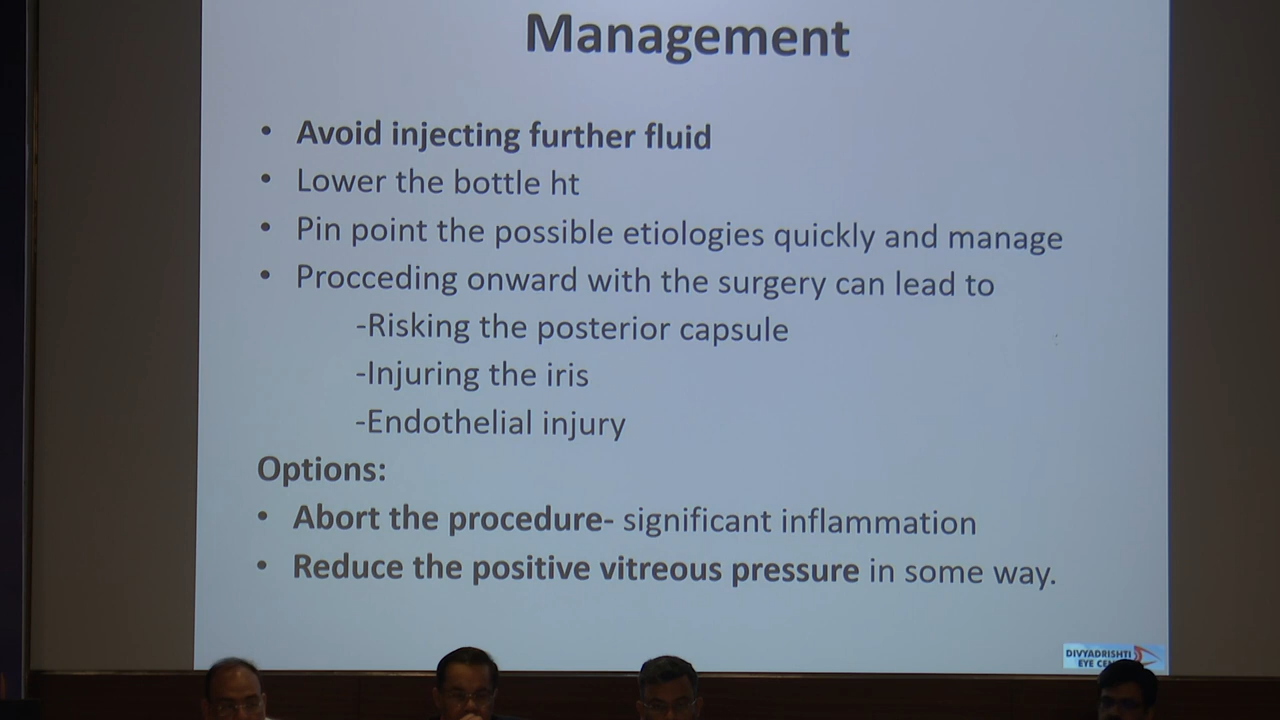 Management
• Avoid injecting further fluid
• Lower the bottle ht
• Pin point the possible etiologies quickly and manage
• Procceding onward with the surgery can lead to
-Risking the posterior capsule
-Injuring the iris
-Endothelial injury
Options:
• Abort the procedure- significant inflammation
• Reduce the positive vitreous pressure in some way.
DIVYADRISHTI
EYE